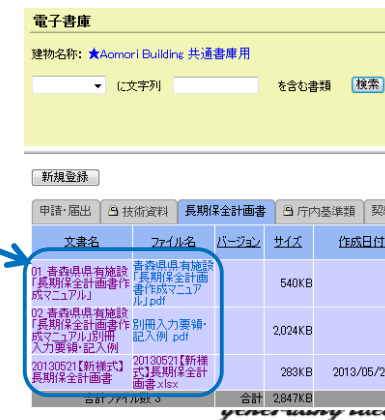 電子書庫
建物名称: ★Aomori Building 共通書庫用
に文字列 を含む書類 検索
新規登録
申請・届出 技術資料 長期保全計画書 庁内基準類
文書名 ファイル名 バージョン サイズ 作成日付
01_青森県県有施設「長期保全計画書作成マニュアル」 青森県県有施設「長期保全計画書作成マニュアル」.pdf 540KB
02_青森県県有施設「長期保全計画書作成マニュアル」別冊入力要領・記入例 別冊入力要領・記入例.pdf 2,024KB
20130521【新様式】長期保全計画書 20130521【新様式】長期保全計画書.xlsx 283KB 2013/05/2
合計ファイル数 3 合計 2,847KB